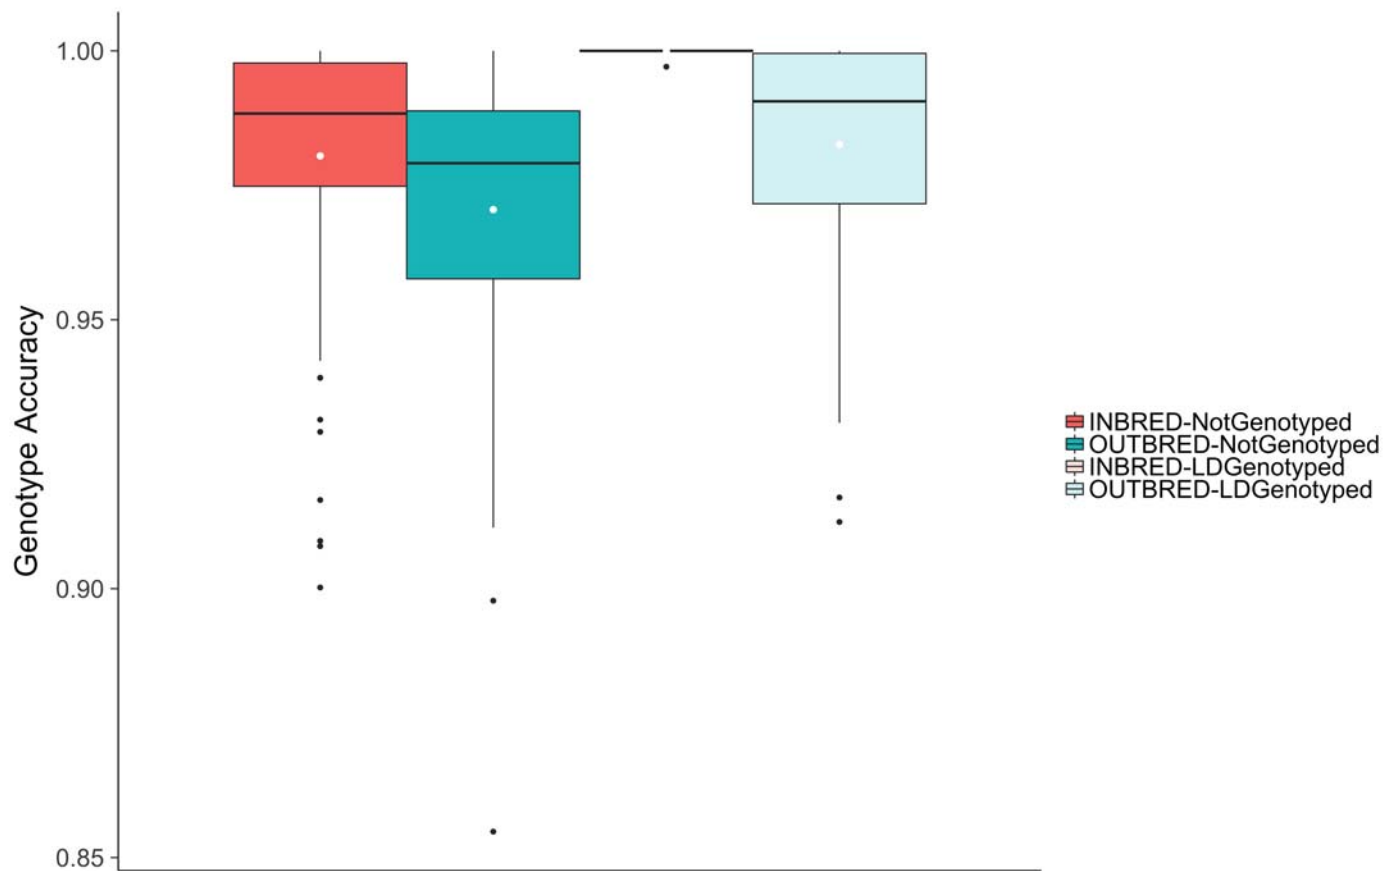 Genotype Accuracy
1.00
0.95
0.90
0.85
INBRED-NotGenotyped
OUTBRED-NotGenotyped
INBRED-LDGenotyped
OUTBRED-LDGenotyped